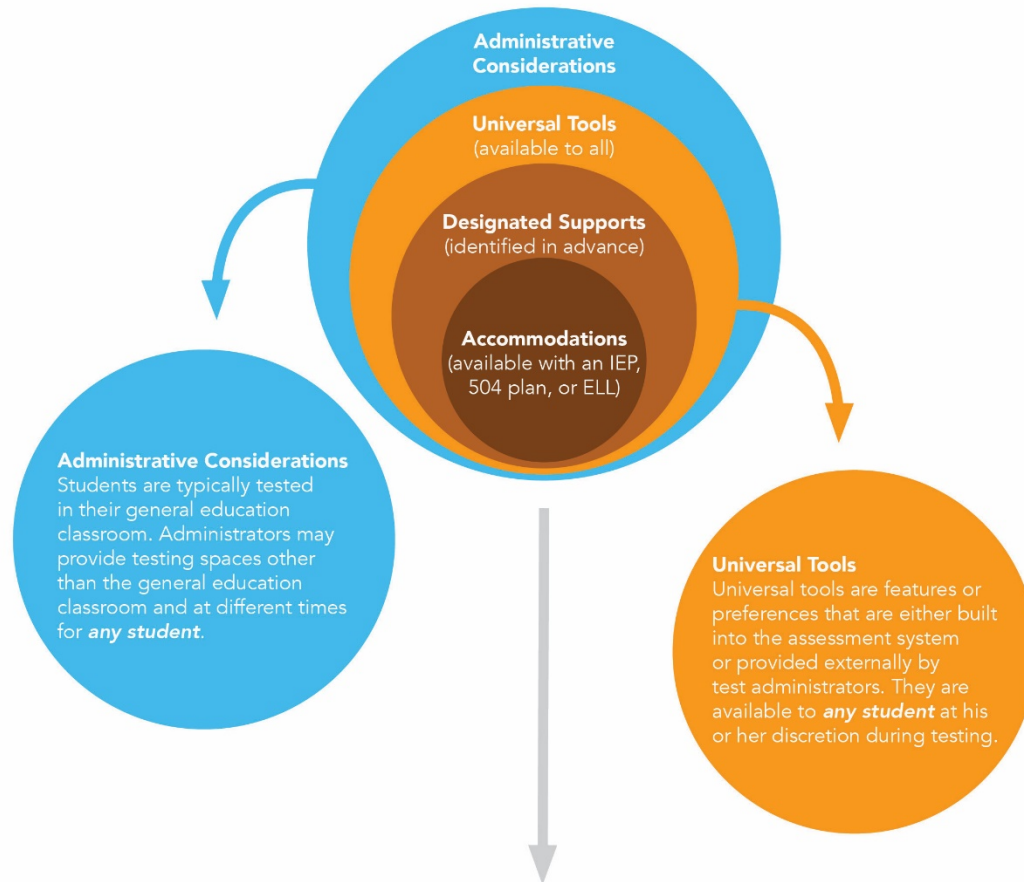 Administrative
Considerations
Universal Tools
(available to all)
Designated Supports
(identified in advance)
Accommodations
(available with an IEP,
504 plan, or ELL)
Administrative Considerations
Students are typically tested
in their general education
classroom. Administrators may
provide testing spaces other
than the general education
classroom and at different times
for any student.
Universal Tools
Universal tools are features or
preferences that are either built
into the assessment system
or provided externally by
test administrators. They are
available to any student at his
or her discretion during testing.